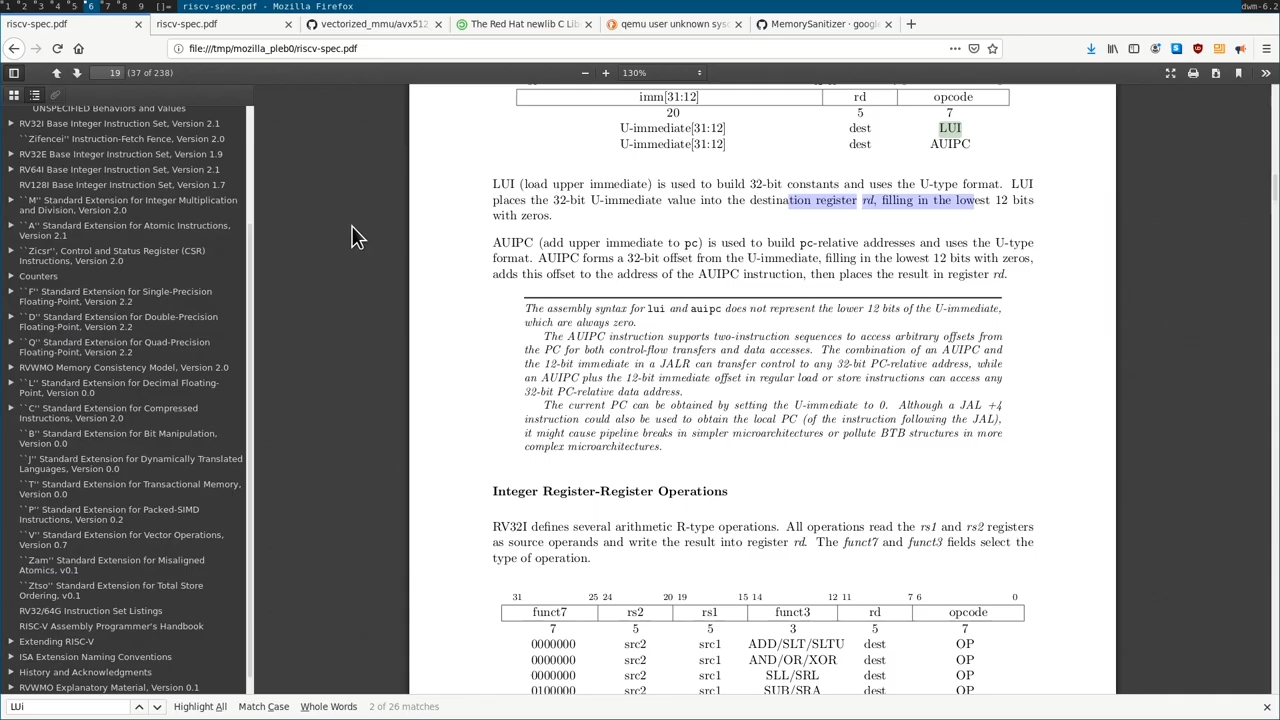 1 2 3 4 5 6 7 8 9 []= riscv-spec.pdf - Mozilla Firefox dwm-6.2
riscv-spec.pdf × riscv-spec.pdf × vectorized_mmu/avx512 × The Red Hat newlib C Lib × qemu user unknown sysc × MemorySanitizer · googl ×
file:///tmp/mozilla_pleb0/riscv-spec.pdf
19 (37 of 238) 130%
UNSPECIFIED Behaviors and Values
RV32I Base Integer Instruction Set, Version 2.1
``Zifencei'' Instruction-Fetch Fence, Version 2.0
RV32E Base Integer Instruction Set, Version 1.9
RV64I Base Integer Instruction Set, Version 2.1
RV128I Base Integer Instruction Set, Version 1.7
``M'' Standard Extension for Integer Multiplication
and Division, Version 2.0
``A'' Standard Extension for Atomic Instructions,
Version 2.1
``Zicsr'', Control and Status Register (CSR)
Instructions, Version 2.0
Counters
``F'' Standard Extension for Single-Precision
Floating-Point, Version 2.2
``D'' Standard Extension for Double-Precision
Floating-Point, Version 2.2
``Q'' Standard Extension for Quad-Precision
Floating-Point, Version 2.2
RVWMO Memory Consistency Model, Version 2.0
``L'' Standard Extension for Decimal Floating-
Point, Version 0.0
``C'' Standard Extension for Compressed
Instructions, Version 2.0
``B'' Standard Extension for Bit Manipulation,
Version 0.0
``J'' Standard Extension for Dynamically Translated
Languages, Version 0.0
``T'' Standard Extension for Transactional Memory,
Version 0.0
``P'' Standard Extension for Packed-SIMD
Instructions, Version 0.2
``V'' Standard Extension for Vector Operations,
Version 0.7
``Zam'' Standard Extension for Misaligned
Atomics, v0.1
``Ztso'' Standard Extension for Total Store
Ordering, v0.1
RV32/64G Instruction Set Listings
RISC-V Assembly Programmer's Handbook
Extending RISC-V
ISA Extension Naming Conventions
History and Acknowledgments
RVWMO Explanatory Material, Version 0.1
imm[31:12] rd opcode
20 5 7
U-immediate[31:12] dest LUI
U-immediate[31:12] dest AUIPC
LUI (load upper immediate) is used to build 32-bit constants and uses the U-type format. LUI
places the 32-bit U-immediate value into the destination register rd, filling in the lowest 12 bits
with zeros.
AUIPC (add upper immediate to pc) is used to build pc-relative addresses and uses the U-type
format. AUIPC forms a 32-bit offset from the U-immediate, filling in the lowest 12 bits with zeros,
adds this offset to the address of the AUIPC instruction, then places the result in register rd.
The assembly syntax for lui and auipc does not represent the lower 12 bits of the U-immediate,
which are always zero.
The AUIPC instruction supports two-instruction sequences to access arbitrary offsets from
the PC for both control-flow transfers and data accesses. The combination of an AUIPC and
the 12-bit immediate in a JALR can transfer control to any 32-bit PC-relative address, while
an AUIPC plus the 12-bit immediate offset in regular load or store instructions can access any
32-bit PC-relative data address.
The current PC can be obtained by setting the U-immediate to 0. Although a JAL +4
instruction could also be used to obtain the local PC (of the instruction following the JAL),
it might cause pipeline breaks in simpler microarchitectures or pollute BTB structures in more
complex microarchitectures.
Integer Register-Register Operations
RV32I defines several arithmetic R-type operations. All operations read the rs1 and rs2 registers
as source operands and write the result into register rd. The funct7 and funct3 fields select the
type of operation.
31 25 24 20 19 15 14 12 11 7 6 0
funct7 rs2 rs1 funct3 rd opcode
7 5 5 3 5 7
0000000 src2 src1 ADD/SLT/SLTU dest OP
0000000 src2 src1 AND/OR/XOR dest OP
0000000 src2 src1 SLL/SRL dest OP
0100000 src2 src1 SUB/SRA dest OP
LUi Highlight All Match Case Whole Words 2 of 26 matches